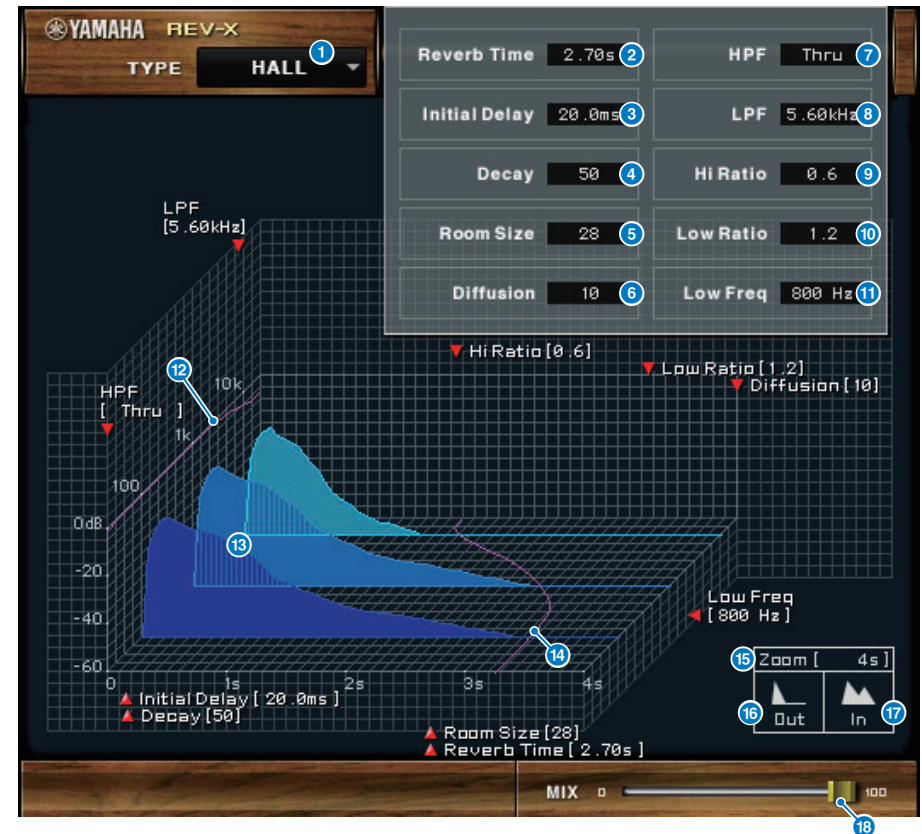 YAMAHA REV-X
TYPE HALL 1
Reverb Time 2.70s 2
Initial Delay 20.0ms 3
Decay 50 4
Room Size 28 5
Diffusion 10 6
HPF Thru 7
LPF 5.60kHz 8
Hi Ratio 0.6 9
Low Ratio 1.2 10
Low Freq 800 Hz 11
LPF
[5.60kHz]
Hi Ratio[0.6]
Low Ratio[1.2]
Diffusion[10]
12
HPF
[ Thru ]
10k
1k
100
0dB
-20
-40
-60
13
14
Low Freq
[800 Hz]
0 1s 2s 3s 4s
Initial Delay[ 20.0ms ]
Decay[50]
Room Size[28]
Reverb Time[ 2.70s ]
15 Zoom[ 4s]
16 Out In 17
MIX 0 100
18